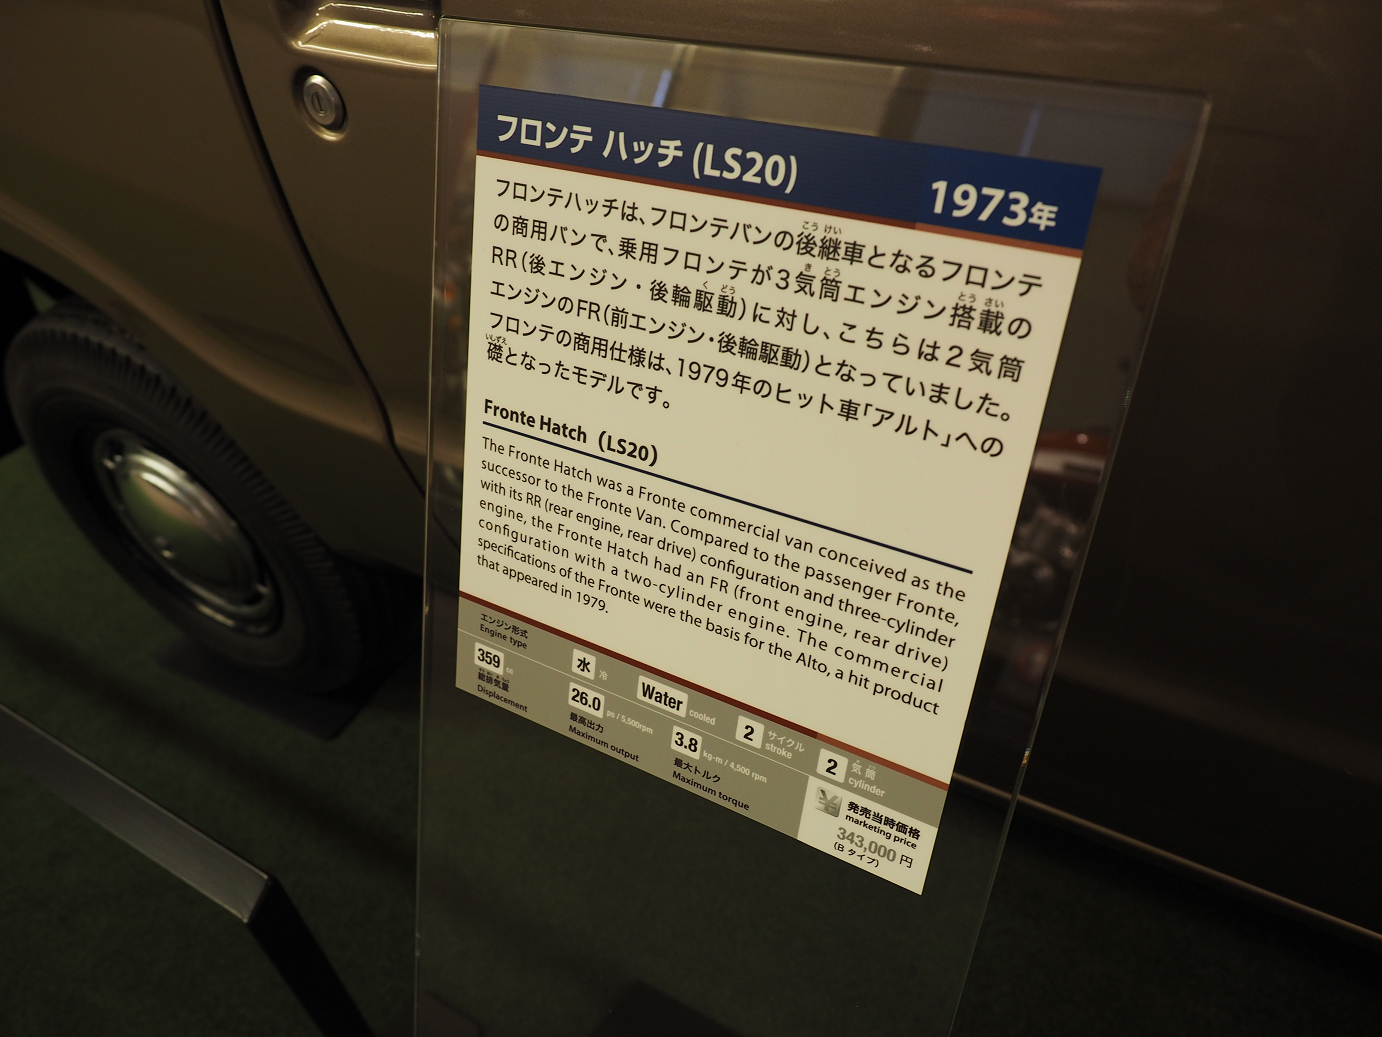 フロンテ ハッチ (LS20)
1973年
フロンテハッチは、フロンテバンの後継車となるフロンテ
の商用バンで、乗用フロンテが3気筒エンジン搭載の
RR(後エンジン・後輪駆動)に対し、こちらは2気筒
エンジンのFR(前エンジン・後輪駆動)となっていました。
フロンテの商用仕様は、1979年のヒット車「アルト」への
礎となったモデルです。
Fronte Hatch (LS20)
The Fronte Hatch was a Fronte commercial van conceived as the
successor to the Fronte Van. Compared to the passenger Fronte,
with its RR (rear engine, rear drive) configuration and three-cylinder
engine, the Fronte Hatch had an FR (front engine, rear drive)
configuration with a two-cylinder engine. The commercial
specifications of the Fronte were the basis for the Alto, a hit product
that appeared in 1979.
エンジン形式
Engine type
水 冷 Water cooled 2 サイクル stroke 2 気筒 cylinder
359 cc
総排気量
Displacement
26.0 ps / 5,500rpm
最高出力
Maximum output
3.8 kg-m / 4,500 rpm
最大トルク
Maximum torque
¥ 発売当時価格
marketing price
343,000 円
(B タイプ)